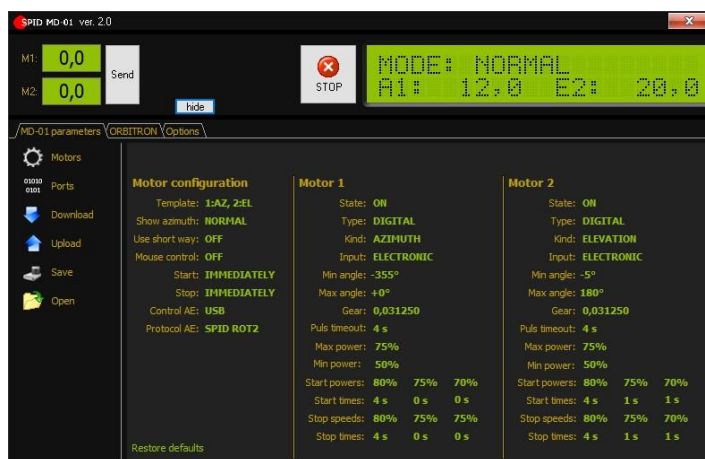 SPID MD-01 ver. 2.0
M1: 0,0
M2: 0,0
Send
hide
STOP
MODE: NORMAL
A1: 12,0 E2: 20,0
MD-01 parameters ORBITRON Options
Motors
01010
0101
Ports
Download
Upload
Save
Open
Motor configuration
Template: 1:AZ, 2:EL
Show azimuth: NORMAL
Use short way: OFF
Mouse control: OFF
Start: IMMEDIATELY
Stop: IMMEDIATELY
Control AE: USB
Protocol AE: SPID ROT2
Restore defaults
Motor 1
State: ON
Type: DIGITAL
Kind: AZIMUTH
Input: ELECTRONIC
Min angle: -355°
Max angle: +0°
Gear: 0,031250
Puls timeout: 4 s
Max power: 75%
Min power: 50%
Start powers: 80% 75% 70%
Start times: 4 s 0 s 0 s
Stop speeds: 80% 75% 75%
Stop times: 4 s 0 s 0 s
Motor 2
State: ON
Type: DIGITAL
Kind: ELEVATION
Input: ELECTRONIC
Min angle: -5°
Max angle: 180°
Gear: 0,031250
Puls timeout: 4 s
Max power: 75%
Min power: 50%
Start powers: 80% 75% 70%
Start times: 4 s 1 s 1 s
Stop speeds: 80% 75% 70%
Stop times: 4 s 1 s 1 s